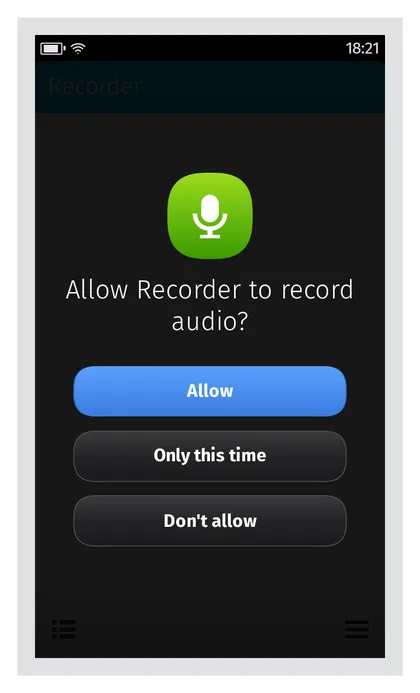 18:21
Recorder
Allow Recorder to record
audio?
Allow
Only this time
Don't allow